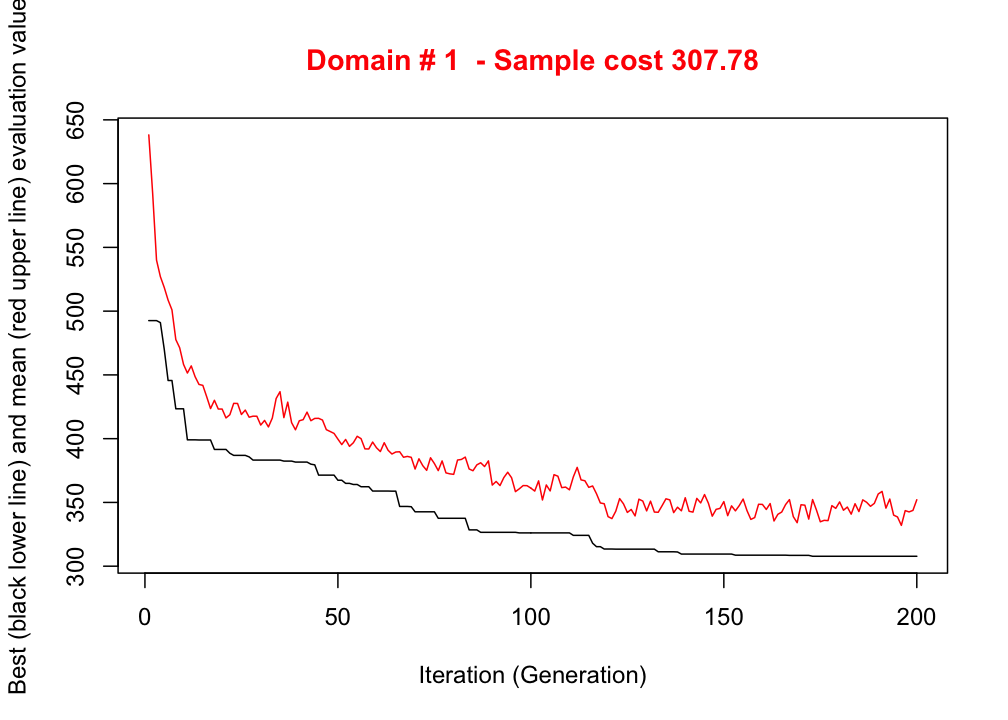 Domain # 1  - Sample cost 307.78
Best (black lower line) and mean (red upper line) evaluation value
650
600
550
500
450
400
350
300
0 50 100 150 200
Iteration (Generation)